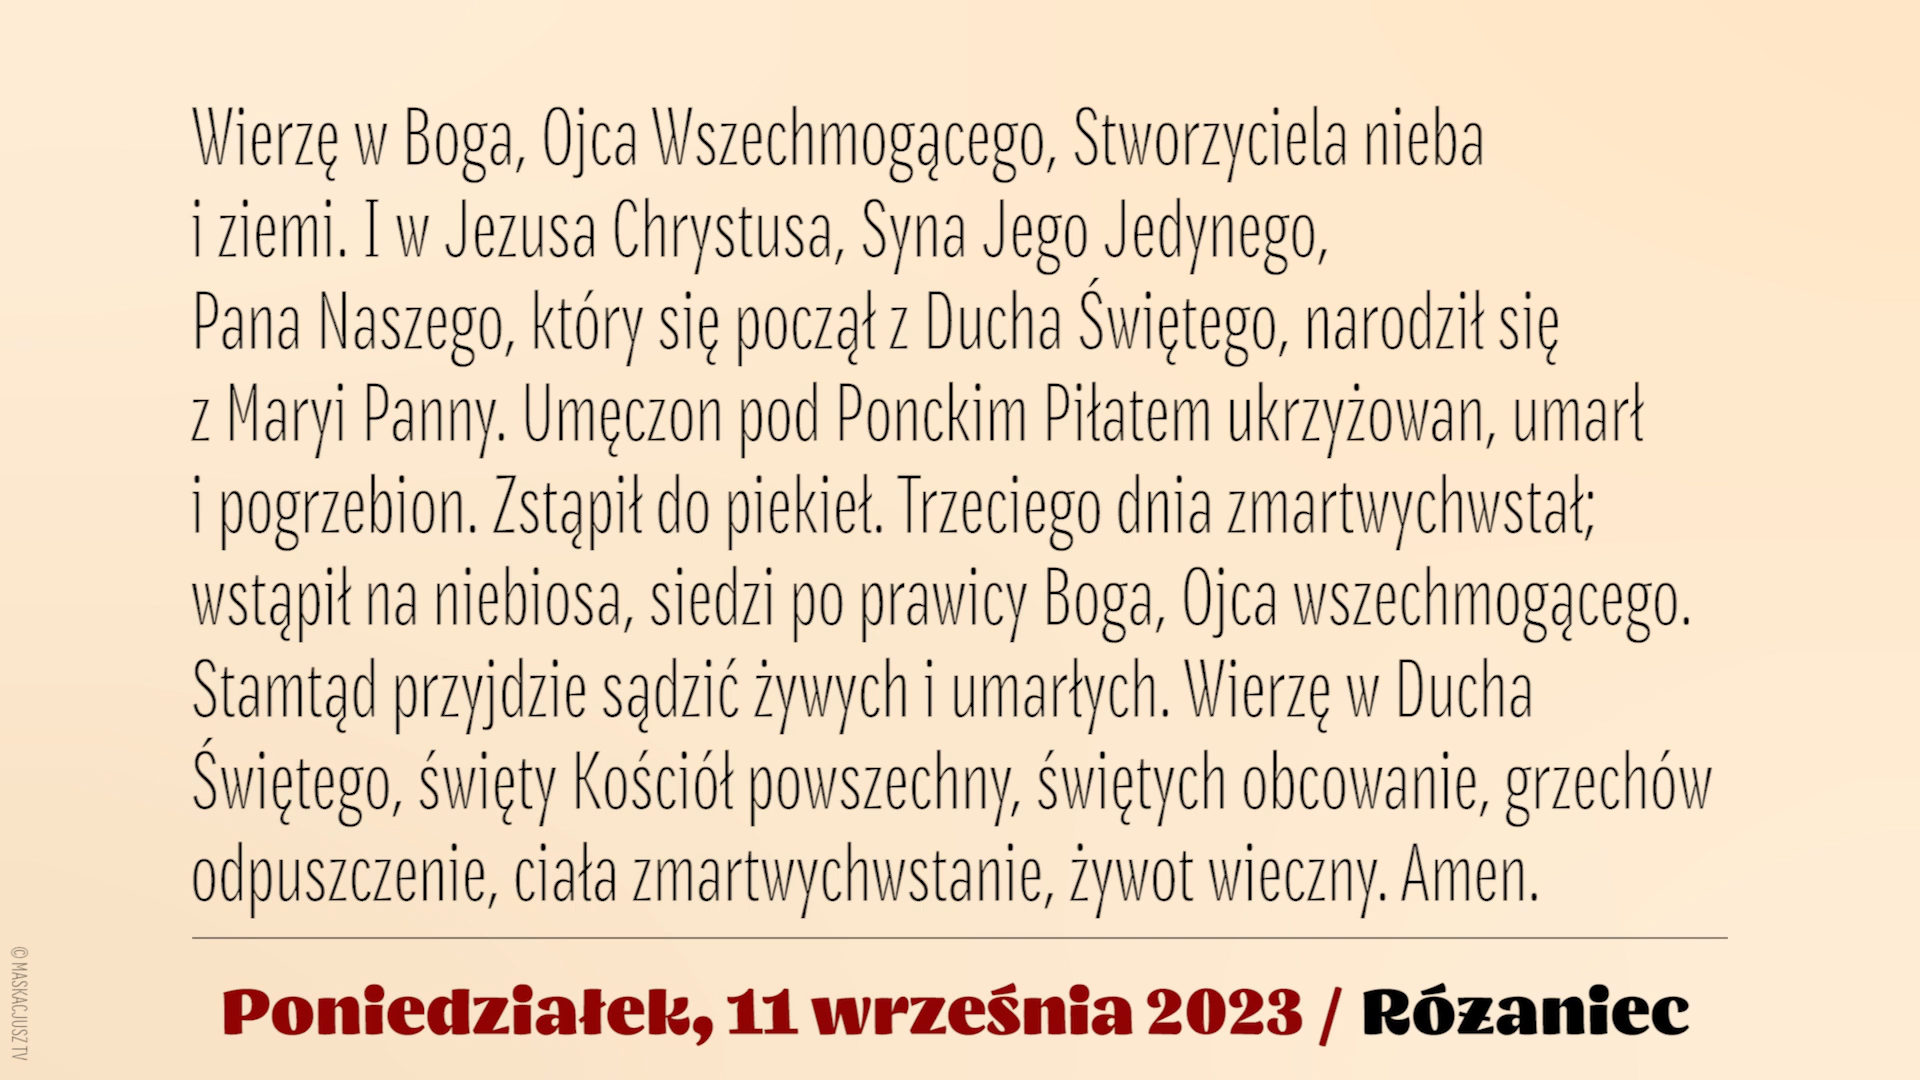 Wierzę w Boga, Ojca Wszechmogącego, Stworzyciela nieba
i ziemi. I w Jezusa Chrystusa, Syna Jego Jedynego,
Pana Naszego, który się począł z Ducha Świętego, narodził się
z Maryi Panny. Umęczon pod Ponckim Piłatem ukrzyżowan, umarł
i pogrzebion. Zstąpił do piekieł. Trzeciego dnia zmartwychwstał;
wstąpił na niebiosa, siedzi po prawicy Boga, Ojca wszechmogącego.
Stamtąd przyjdzie sądzić żywych i umarłych. Wierzę w Ducha
Świętego, święty Kościół powszechny, świętych obcowanie, grzechów
odpuszczenie, ciała zmartwychwstanie, żywot wieczny. Amen.
Poniedziałek, 11 września 2023 / Róƶaniec
© MASKACJUSZ TV